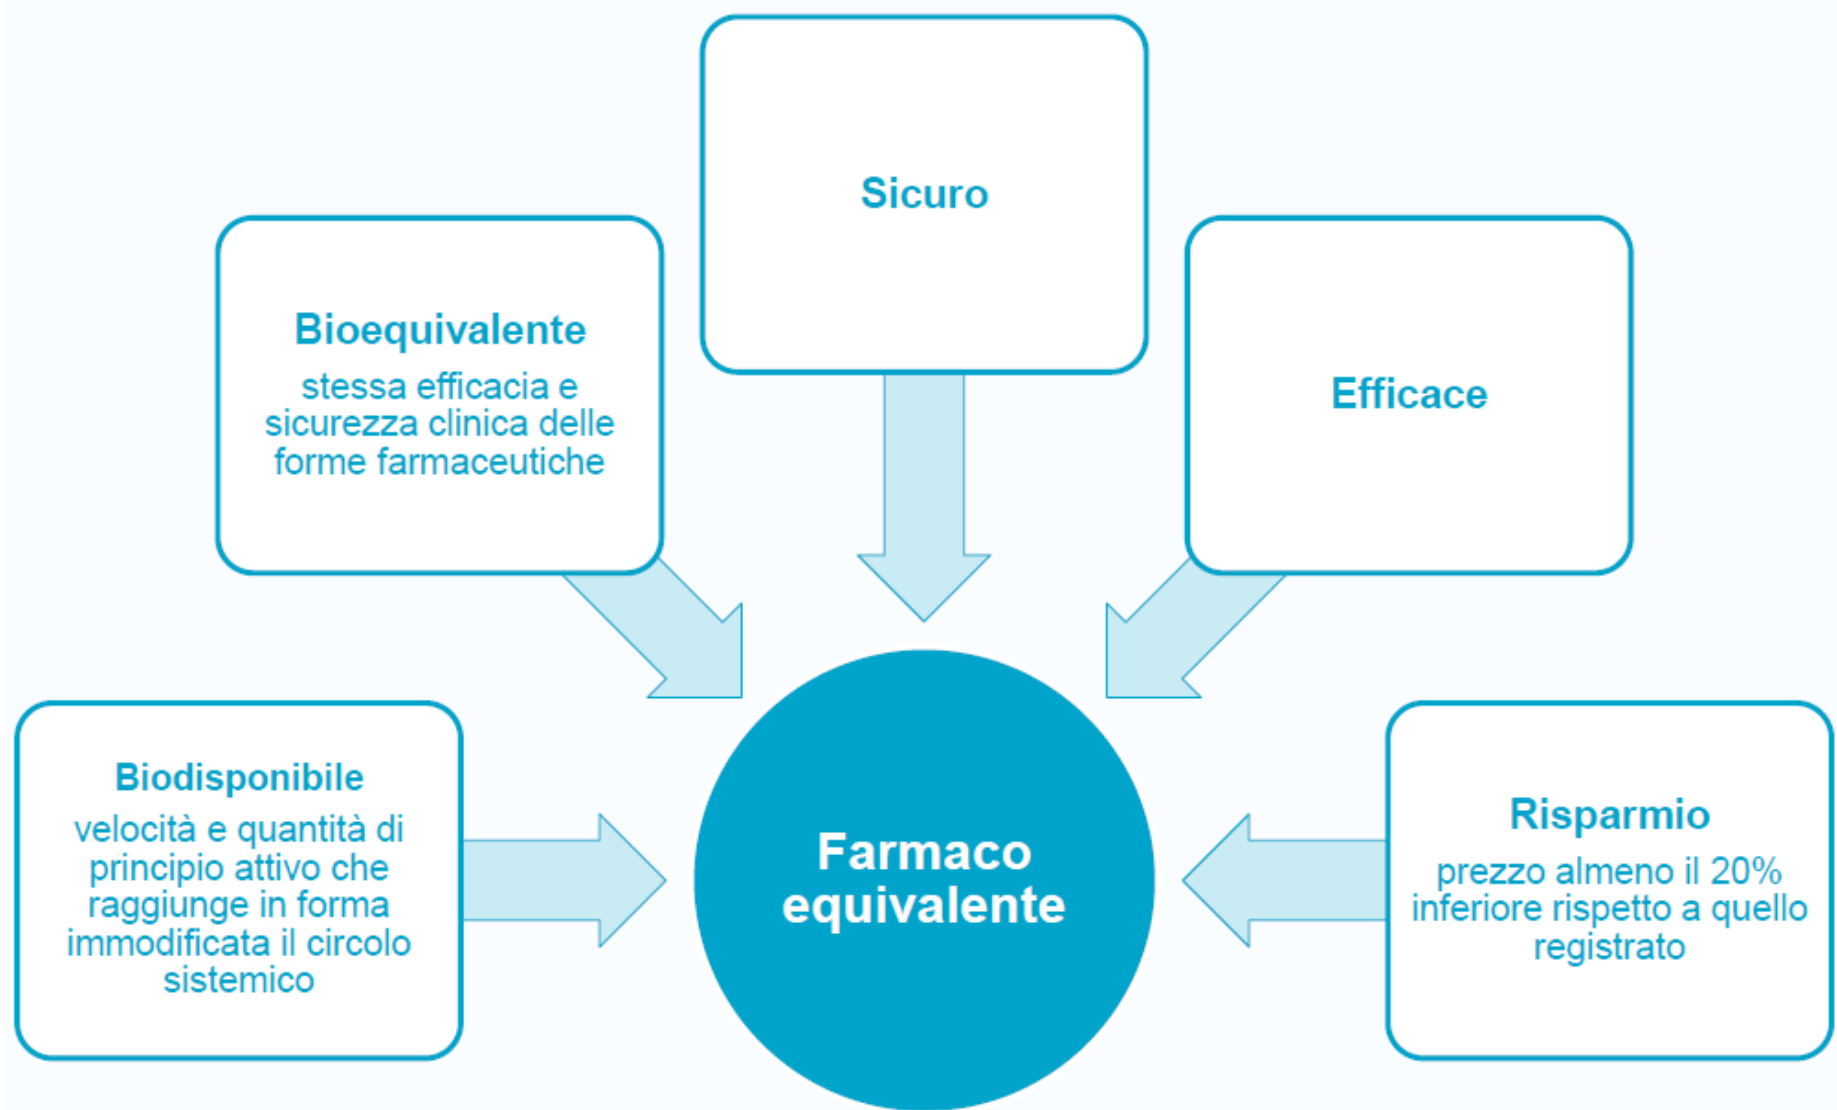 Sicuro
Bioequivalente
stessa efficacia e
sicurezza clinica delle
forme farmaceutiche
Efficace
Biodisponibile
velocità e quantità di
principio attivo che
raggiunge in forma
immodificata il circolo
sistemico
Farmaco
equivalente
Risparmio
prezzo almeno il 20%
inferiore rispetto a quello
registrato